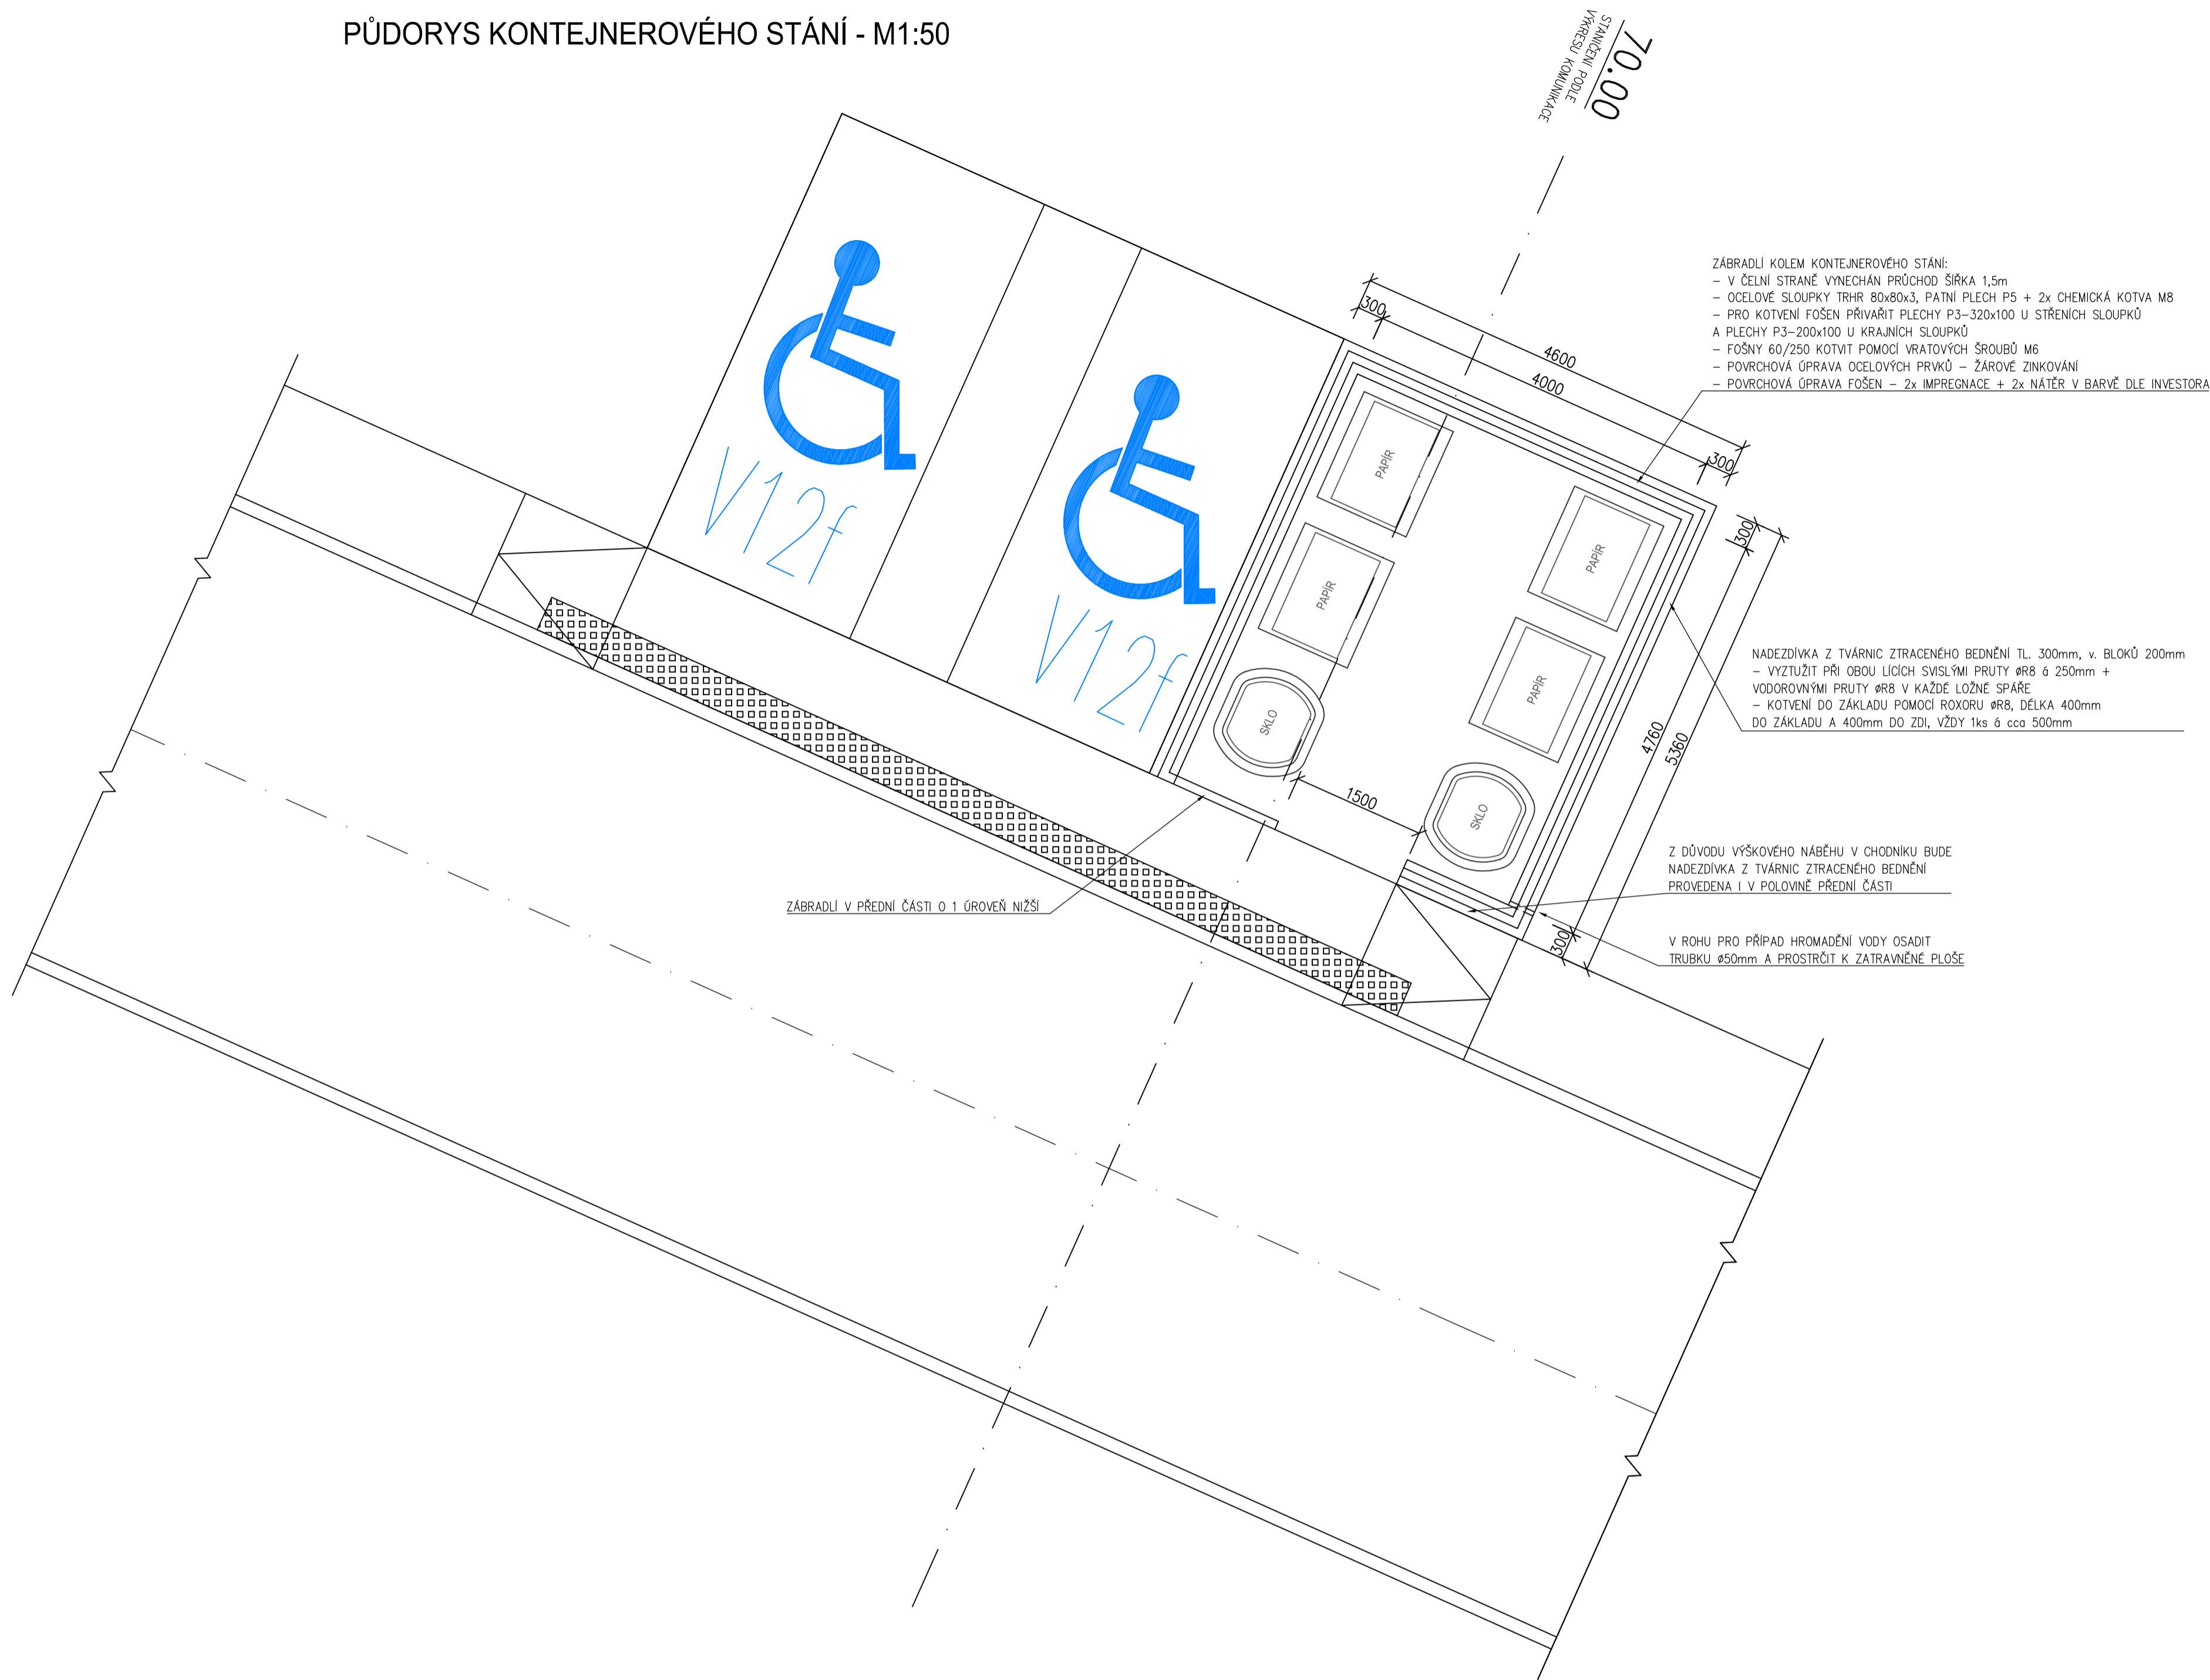 PŮDORYS KONTEJNEROVÉHO STÁNÍ - M1:50
70.00
STANIČENÍ PODLE
VÝKRESU KOMUNIKACE
ZÁBRADLÍ KOLEM KONTEJNEROVÉHO STÁNÍ:
– V ČELNÍ STRANĚ VYNECHÁN PRŮCHOD ŠÍŘKA 1,5m
– OCELOVÉ SLOUPKY TRHR 80x80x3, PATNÍ PLECH P5 + 2x CHEMICKÁ KOTVA M8
– PRO KOTVENÍ FOŠEN PŘIVAŘIT PLECHY P3–320x100 U STŘENÍCH SLOUPKŮ
A PLECHY P3–200x100 U KRAJNÍCH SLOUPKŮ
– FOŠNY 60/250 KOTVIT POMOCÍ VRATOVÝCH ŠROUBŮ M6
– POVRCHOVÁ ÚPRAVA OCELOVÝCH PRVKŮ – ŽÁROVÉ ZINKOVÁNÍ
– POVRCHOVÁ ÚPRAVA FOŠEN – 2x IMPREGNACE + 2x NÁTĚR V BARVĚ DLE INVESTORA
300
4600
4000
300
300
4760
5360
300
1500
PAPÍR
PAPÍR
PAPÍR
PAPÍR
SKLO
SKLO
V12f
V12f
NADEZDÍVKA Z TVÁRNIC ZTRACENÉHO BEDNĚNÍ TL. 300mm, v. BLOKŮ 200mm
– VYZTUŽIT PŘI OBOU LÍCÍCH SVISLÝMI PRUTY øR8 á 250mm +
VODOROVNÝMI PRUTY øR8 V KAŽDÉ LOŽNÉ SPÁŘE
– KOTVENÍ DO ZÁKLADU POMOCÍ ROXORU øR8, DÉLKA 400mm
DO ZÁKLADU A 400mm DO ZDI, VŽDY 1ks á cca 500mm
Z DŮVODU VÝŠKOVÉHO NÁBĚHU V CHODNÍKU BUDE
NADEZDÍVKA Z TVÁRNIC ZTRACENÉHO BEDNĚNÍ
PROVEDENA I V POLOVINĚ PŘEDNÍ ČÁSTI
ZÁBRADLÍ V PŘEDNÍ ČÁSTI O 1 ÚROVEŇ NIŽŠÍ
V ROHU PRO PŘÍPAD HROMADĚNÍ VODY OSADIT
TRUBKU ø50mm A PROSTRČIT K ZATRAVNĚNÉ PLOŠE